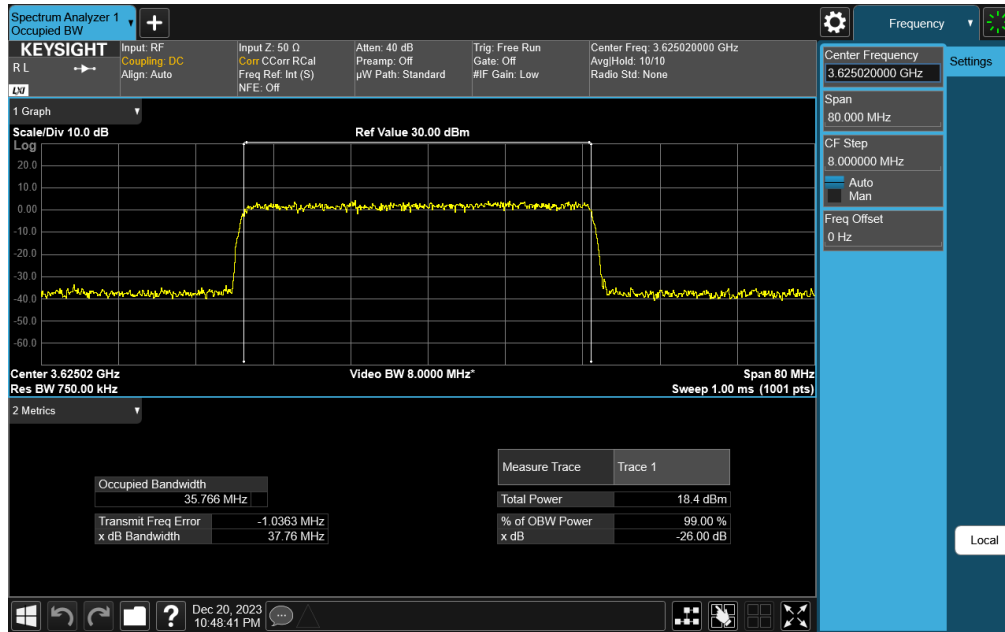 Spectrum Analyzer 1
Occupied BW
Frequency
KEYSIGHT
R L
LXI
Input: RF
Coupling: DC
Align: Auto
Input Z: 50 Ω
Corr CCorr RCal
Freq Ref: Int (S)
NFE: Off
Atten: 40 dB
Preamp: Off
µW Path: Standard
Trig: Free Run
Gate: Off
#IF Gain: Low
Center Freq: 3.625020000 GHz
Avg|Hold: 10/10
Radio Std: None
Center Frequency
3.625020000 GHz
Settings
Span
80.000 MHz
CF Step
8.000000 MHz
Auto
Man
Freq Offset
0 Hz
Local
1 Graph
Scale/Div 10.0 dB
Ref Value 30.00 dBm
Log
20.0
10.0
0.00
-10.0
-20.0
-30.0
-40.0
-50.0
-60.0
Center 3.62502 GHz
Video BW 8.0000 MHz*
Span 80 MHz
Res BW 750.00 kHz
Sweep 1.00 ms (1001 pts)
2 Metrics
Occupied Bandwidth
35.766 MHz
Transmit Freq Error -1.0363 MHz
x dB Bandwidth 37.76 MHz
Measure Trace Trace 1
Total Power 18.4 dBm
% of OBW Power 99.00 %
x dB -26.00 dB
?
Dec 20, 2023
10:48:41 PM